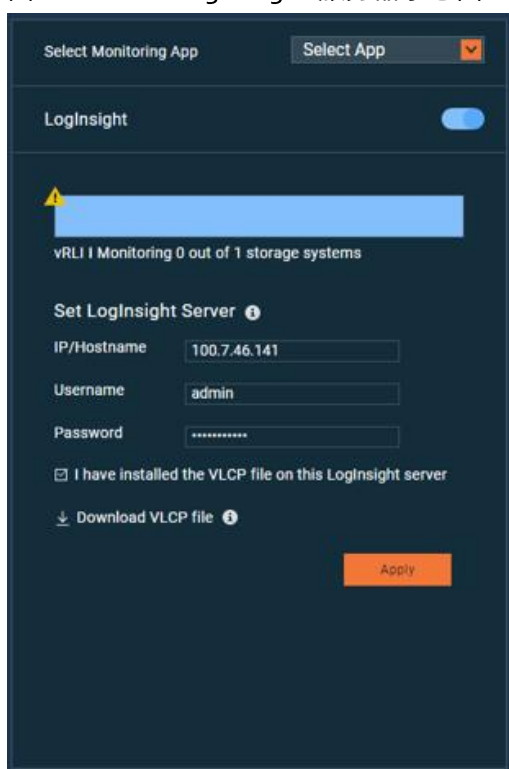 Select Monitoring App
Select App
LogInsight
vRLI I Monitoring 0 out of 1 storage systems
Set LogInsight Server
IP/Hostname
100.7.46.141
Username
admin
Password
•••••••••••
I have installed the VLCP file on this LogInsight server
Download VLCP file
Apply